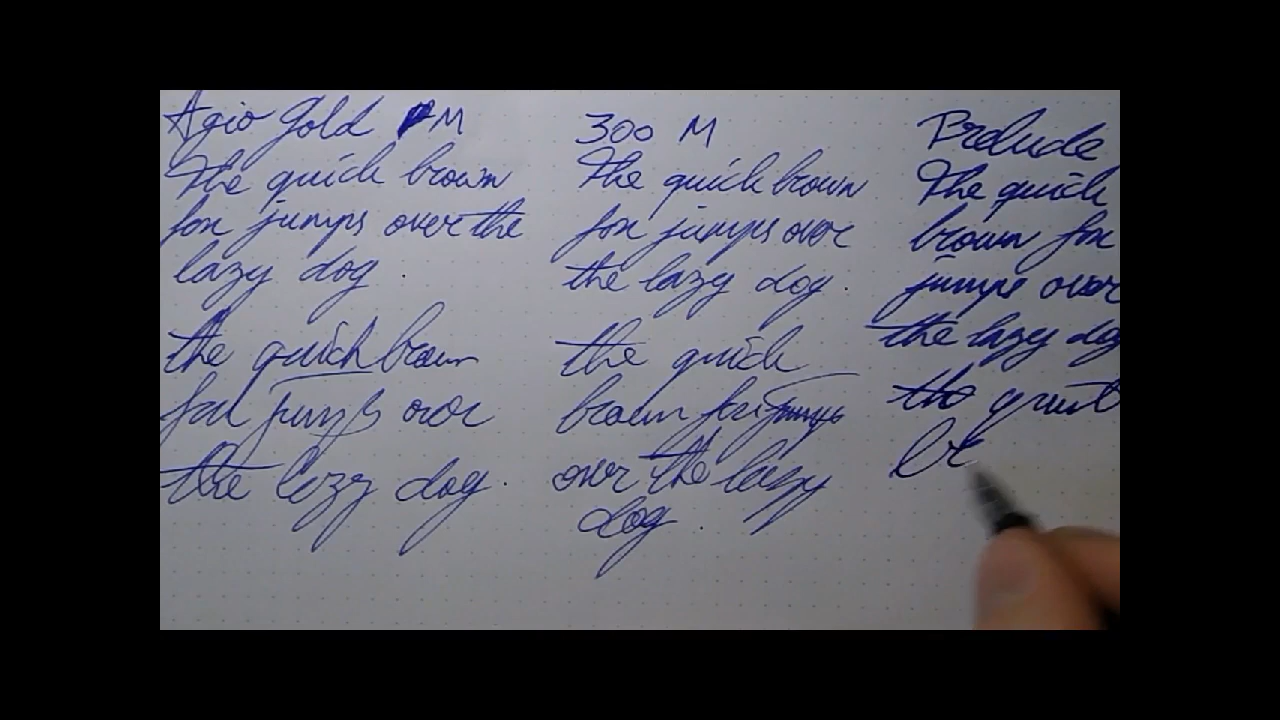 Agio Gold M
The quick brown
fox jumps over the
lazy dog .
the quick brown
fox jumps over
the lazy dog .
300 M
The quick brown
fox jumps over
the lazy dog .
the quick
brown fox jumps
over the lazy
dog .
Prelude
The quick
brown fox
jumps over
the lazy dog
the quick
br